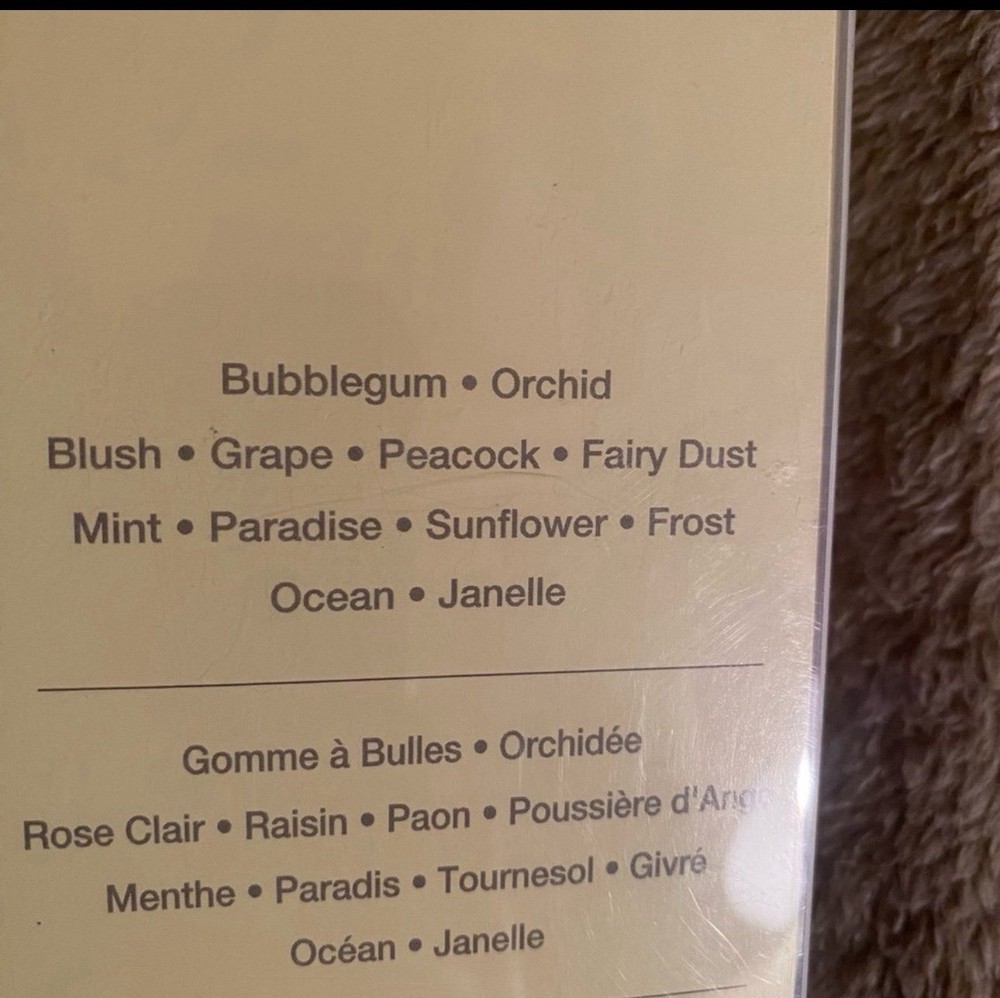 Bubblegum • Orchid
Blush • Grape • Peacock • Fairy Dust
Mint • Paradise • Sunflower • Frost
Ocean • Janelle
Gomme à Bulles • Orchidée
Rose Clair • Raisin • Paon • Poussière d'Ange
Menthe • Paradis • Tournesol • Givré
Océan • Janelle